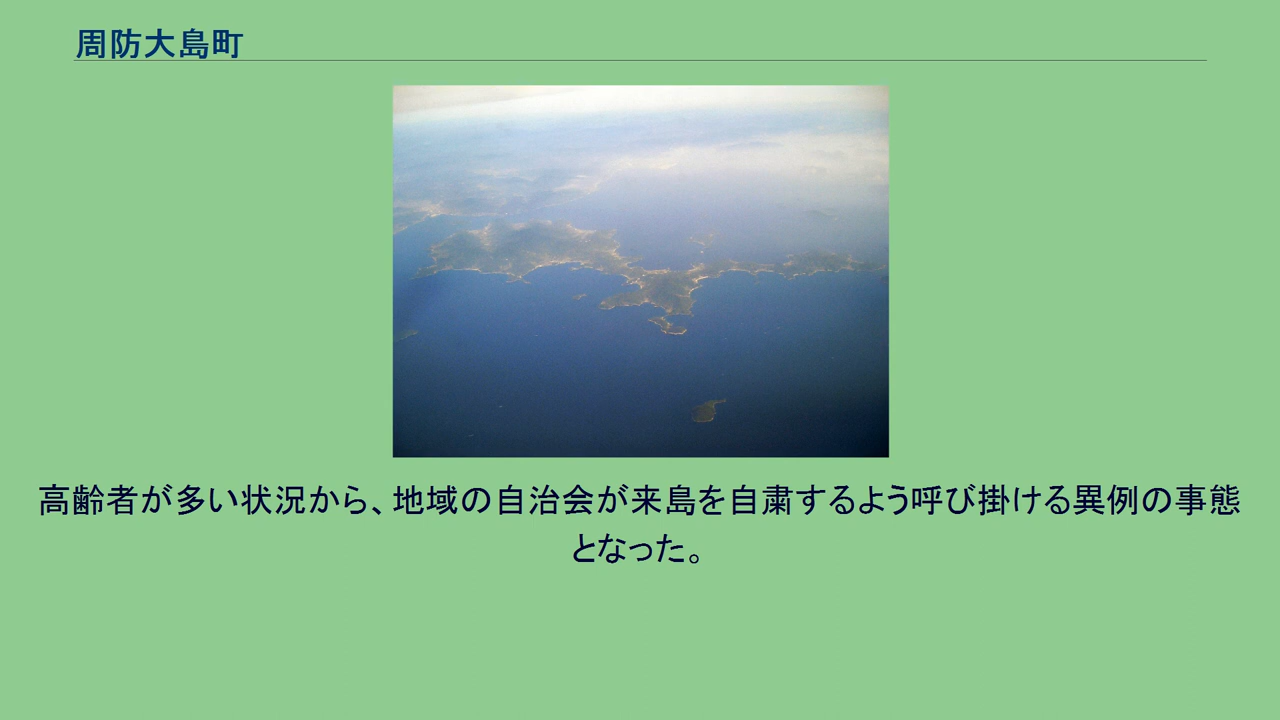 周防大島町
高齢者が多い状況から、地域の自治会が来島を自粛するよう呼び掛ける異例の事態
となった。